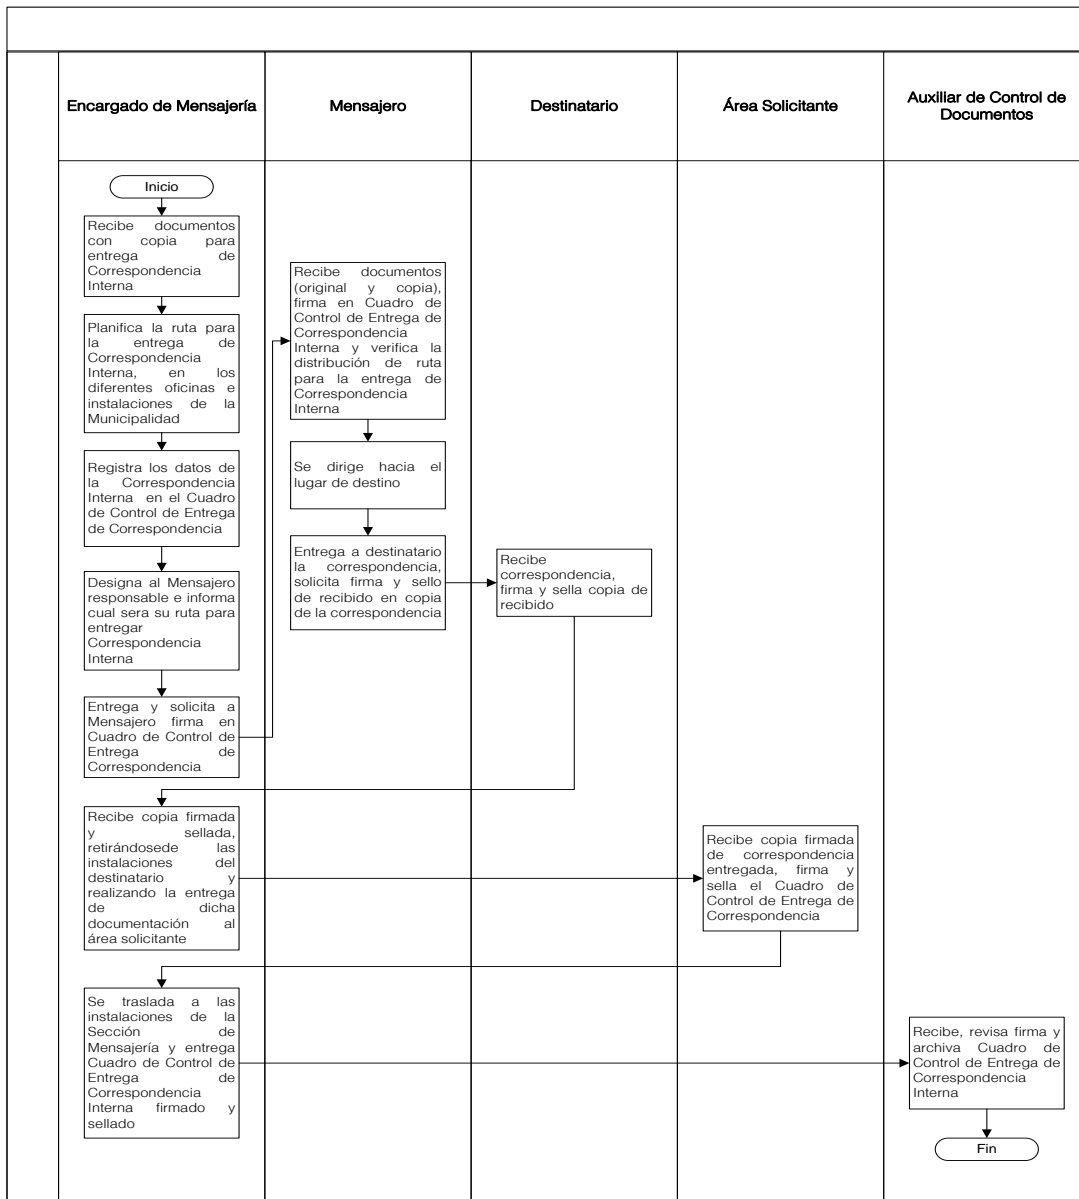 Encargado de Mensajería
Mensajero
Destinatario
Área Solicitante
Auxiliar de Control de
Documentos
Inicio
Recibe documentos
con copia para
entrega de
Correspondencia
Interna
Planifica la ruta para
la entrega de
Correspondencia
Interna, en los
diferentes oficinas e
instalaciones de la
Municipalidad
Registra los datos de
la Correspondencia
Interna en el Cuadro
de Control de Entrega
de Correspondencia
Designa al Mensajero
responsable e informa
cual sera su ruta para
entregar
Correspondencia
Interna
Entrega y solicita a
Mensajero firma en
Cuadro de Control de
Entrega de
Correspondencia
Recibe documentos
(original y copia),
firma en Cuadro de
Control de Entrega de
Correspondencia
Interna y verifica la
distribución de ruta
para la entrega de
Correspondencia
Interna
Se dirige hacia el
lugar de destino
Entrega a destinatario
la correspondencia,
solicita firma y sello
de recibido en copia
de la correspondencia
Recibe
correspondencia,
firma y sella copia de
recibido
Recibe copia firmada
y sellada,
retirándosede las
instalaciones del
destinatario y
realizando la entrega
de dicha
documentación al
área solicitante
Recibe copia firmada
de correspondencia
entregada, firma y
sella el Cuadro de
Control de Entrega de
Correspondencia
Se traslada a las
instalaciones de la
Sección de
Mensajería y entrega
Cuadro de Control de
Entrega de
Correspondencia
Interna firmado y
sellado
Recibe, revisa firma y
archiva Cuadro de
Control de Entrega de
Correspondencia
Interna
Fin